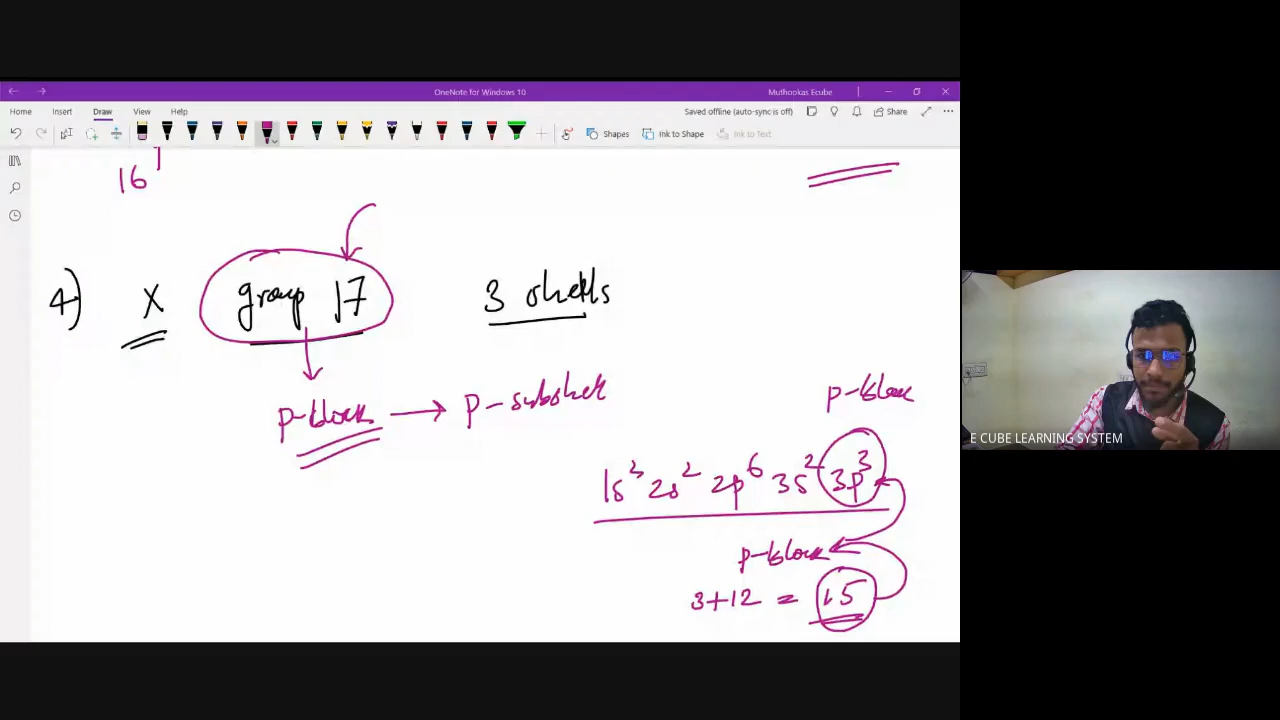 OneNote for Windows 10
Muthookas Ecube
Home Insert Draw View Help
Saved offline (auto-sync is off)
Share
Shapes Ink to Shape Ink to Text
16
4) X group 17 3 shells
p-block → p-subshell
p-block
1s² 2s² 2p⁶ 3s² 3p³
p-block
3+12 = 15
E CUBE LEARNING SYSTEM